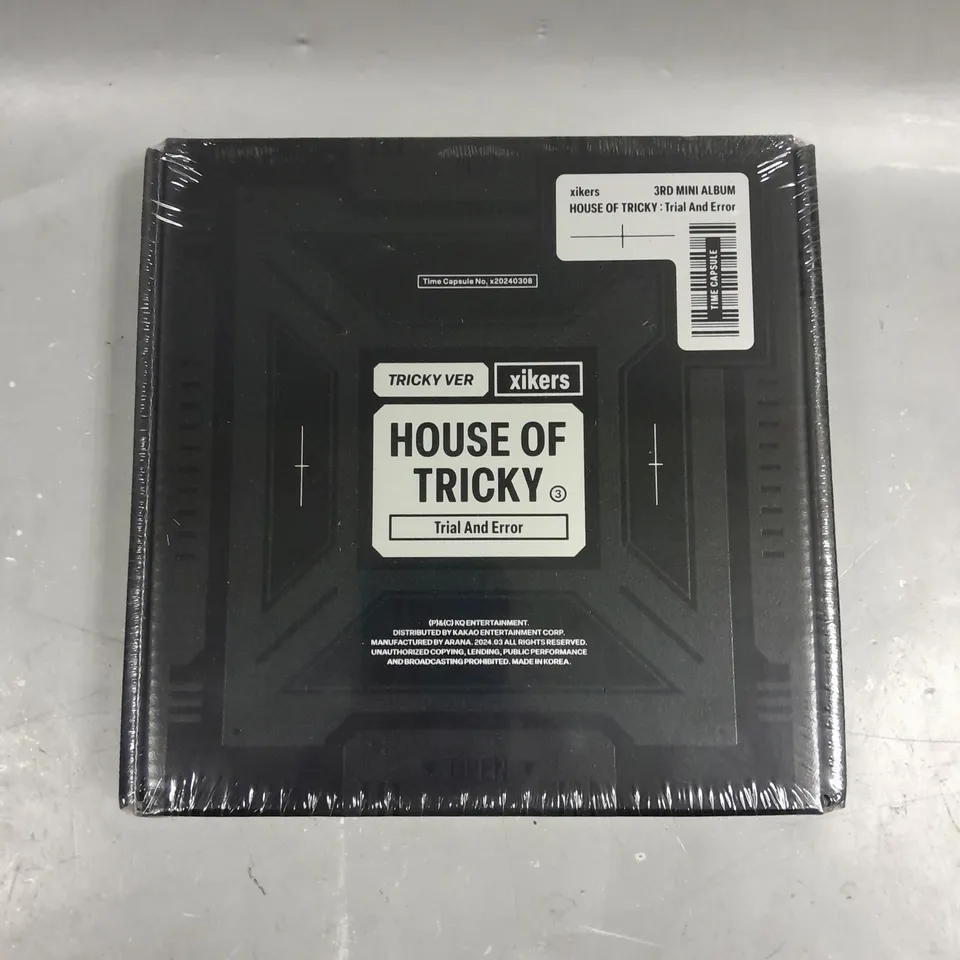 xikers 3RD MINI ALBUM
HOUSE OF TRICKY : Trial And Error
TIME CAPSULE
Time Capsule No. x20240308
TRICKY VER
xikers
HOUSE OF
TRICKY 3
Trial And Error
(P)&(C) KQ ENTERTAINMENT.
DISTRIBUTED BY KAKAO ENTERTAINMENT CORP.
MANUFACTURED BY ARANA. 2024.03 ALL RIGHTS RESERVED.
UNAUTHORIZED COPYING, LENDING, PUBLIC PERFORMANCE
AND BROADCASTING PROHIBITED. MADE IN KOREA.
OPEN